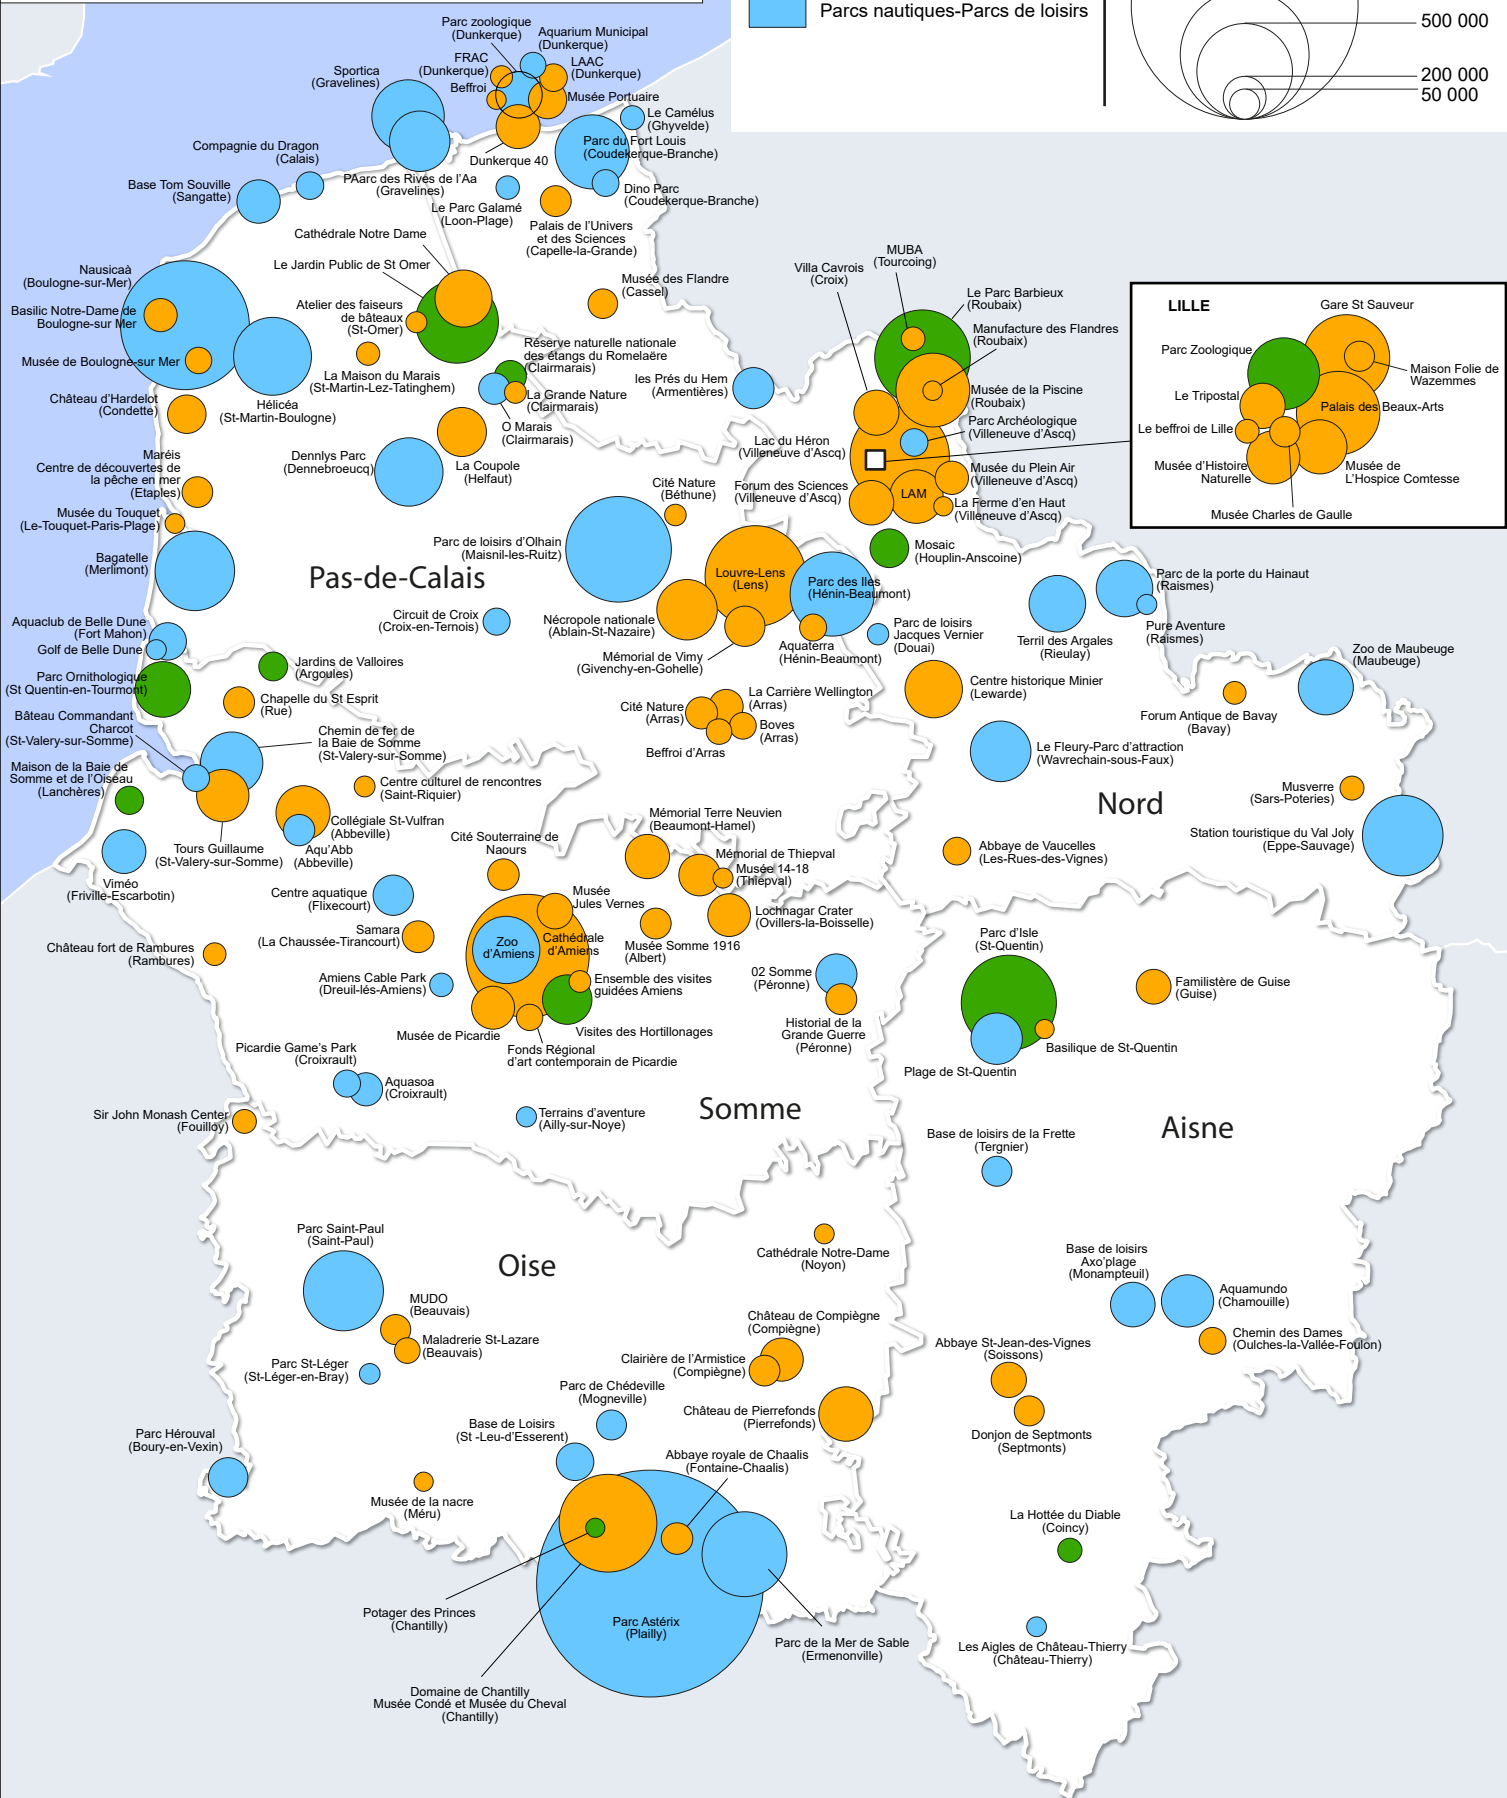 Parcs nautiques-Parcs de loisirs
500 000
200 000
50 000
Parc zoologique
(Dunkerque)
Aquarium Municipal
(Dunkerque)
FRAC
(Dunkerque)
LAAC
(Dunkerque)
Beffroi
Musée Portuaire
Sportica
(Gravelines)
Le Camélus
(Ghyvelde)
Parc du Fort Louis
(Coudekerque-Branche)
Dunkerque 40
Compagnie du Dragon
(Calais)
Base Tom Souville
(Sangatte)
PAarc des Rives de l'Aa
(Gravelines)
Le Parc Galamé
(Loon-Plage)
Dino Parc
(Coudekerque-Branche)
Palais de l'Univers
et des Sciences
(Capelle-la-Grande)
Cathédrale Notre Dame
Le Jardin Public de St Omer
Nausicaà
(Boulogne-sur-Mer)
Basilic Notre-Dame de
Boulogne-sur Mer
Musée de Boulogne-sur Mer
Atelier des faiseurs
de bâteaux
(St-Omer)
Musée des Flandre
(Cassel)
La Maison du Marais
(St-Martin-Lez-Tatinghem)
Réserve naturelle nationale
des étangs du Romelaëre
(Clairmarais)
La Grande Nature
(Clairmarais)
O Marais
(Clairmarais)
Hélicéa
(St-Martin-Boulogne)
Château d'Hardelot
(Condette)
les Prés du Hem
(Armentières)
MUBA
(Tourcoing)
Villa Cavrois
(Croix)
Le Parc Barbieux
(Roubaix)
Manufacture des Flandres
(Roubaix)
Musée de la Piscine
(Roubaix)
Parc Archéologique
(Villeneuve d'Ascq)
Lac du Héron
(Villeneuve d'Ascq)
Musée du Plein Air
(Villeneuve d'Ascq)
Forum des Sciences
(Villeneuve d'Ascq)
LAM
La Ferme d'en Haut
(Villeneuve d'Ascq)
LILLE
Gare St Sauveur
Parc Zoologique
Maison Folie de
Wazemmes
Le Tripostal
Palais des Beaux-Arts
Le beffroi de Lille
Musée d'Histoire
Naturelle
Musée de
L'Hospice Comtesse
Musée Charles de Gaulle
Dennlys Parc
(Dennebroeucq)
La Coupole
(Helfaut)
Maréis
Centre de découvertes de
la pêche en mer
(Etaples)
Musée du Touquet
(Le-Touquet-Paris-Plage)
Bagatelle
(Merlimont)
Cité Nature
(Béthune)
Parc de loisirs d'Olhain
(Maisnil-les-Ruitz)
Pas-de-Calais
Louvre-Lens
(Lens)
Parc des Iles
(Hénin-Beaumont)
Mosaic
(Houplin-Anscoine)
Nécropole nationale
(Ablain-St-Nazaire)
Mémorial de Vimy
(Givenchy-en-Gohelle)
Aquaterra
(Hénin-Beaumont)
Parc de loisirs
Jacques Vernier
(Douai)
Circuit de Croix
(Croix-en-Ternois)
Parc de la porte du Hainaut
(Raismes)
Pure Aventure
(Raismes)
Terril des Argales
(Rieulay)
Zoo de Maubeuge
(Maubeuge)
Aquaclub de Belle Dune
(Fort Mahon)
Golf de Belle Dune
Parc Ornithologique
(St Quentin-en-Tourmont)
Jardins de Valloires
(Argoules)
Chapelle du St Esprit
(Rue)
Bâteau Commandant
Charcot
(St-Valery-sur-Somme)
Chemin de fer de
la Baie de Somme
(St-Valery-sur-Somme)
Cité Nature
(Arras)
La Carrière Wellington
(Arras)
Boves
(Arras)
Beffroi d'Arras
Centre historique Minier
(Lewarde)
Forum Antique de Bavay
(Bavay)
Le Fleury-Parc d'attraction
(Wavrechain-sous-Faux)
Nord
Musverre
(Sars-Poteries)
Station touristique du Val Joly
(Eppe-Sauvage)
Maison de la Baie de
Somme et de l'Oiseau
(Lanchères)
Centre culturel de rencontres
(Saint-Riquier)
Collégiale St-Vulfran
(Abbeville)
Aqu'Abb
(Abbeville)
Tours Guillaume
(St-Valery-sur-Somme)
Viméo
(Friville-Escarbotin)
Cité Souterraine de
Naours
Mémorial Terre Neuvien
(Beaumont-Hamel)
Mémorial de Thiepval
Musée 14-18
(Thiepval)
Abbaye de Vaucelles
(Les-Rues-des-Vignes)
Centre aquatique
(Flixecourt)
Samara
(La Chaussée-Tirancourt)
Musée
Jules Vernes
Zoo
d'Amiens
Cathédrale
d'Amiens
Musée Somme 1916
(Albert)
Lochnagar Crater
(Ovillers-la-Boisselle)
Château fort de Rambures
(Rambures)
Amiens Cable Park
(Dreuil-lés-Amiens)
Ensemble des visites
guidées Amiens
Visites des Hortillonages
Musée de Picardie
Fonds Régional
d'art contemporain de Picardie
02 Somme
(Péronne)
Historial de la
Grande Guerre
(Péronne)
Parc d'Isle
(St-Quentin)
Basilique de St-Quentin
Plage de St-Quentin
Familistère de Guise
(Guise)
Picardie Game's Park
(Croixrault)
Aquasoa
(Croixrault)
Sir John Monash Center
(Fouilloy)
Terrains d'aventure
(Ailly-sur-Noye)
Somme
Aisne
Base de loisirs de la Frette
(Tergnier)
Parc Saint-Paul
(Saint-Paul)
Oise
Cathédrale Notre-Dame
(Noyon)
Base de loisirs
Axo'plage
(Monampteuil)
Aquamundo
(Chamouille)
Chemin des Dames
(Oulches-la-Vallée-Foulon)
MUDO
(Beauvais)
Maladrerie St-Lazare
(Beauvais)
Parc St-Léger
(St-Léger-en-Bray)
Château de Compiègne
(Compiègne)
Clairière de l'Armistice
(Compiègne)
Abbaye St-Jean-des-Vignes
(Soissons)
Donjon de Septmonts
(Septmonts)
Parc de Chédeville
(Mogneville)
Château de Pierrefonds
(Pierrefonds)
Base de Loisirs
(St -Leu-d'Esserent)
Abbaye royale de Chaalis
(Fontaine-Chaalis)
Parc Hérouval
(Boury-en-Vexin)
Musée de la nacre
(Méru)
La Hottée du Diable
(Coincy)
Potager des Princes
(Chantilly)
Parc Astérix
(Plailly)
Parc de la Mer de Sable
(Ermenonville)
Les Aigles de Château-Thierry
(Château-Thierry)
Domaine de Chantilly
Musée Condé et Musée du Cheval
(Chantilly)